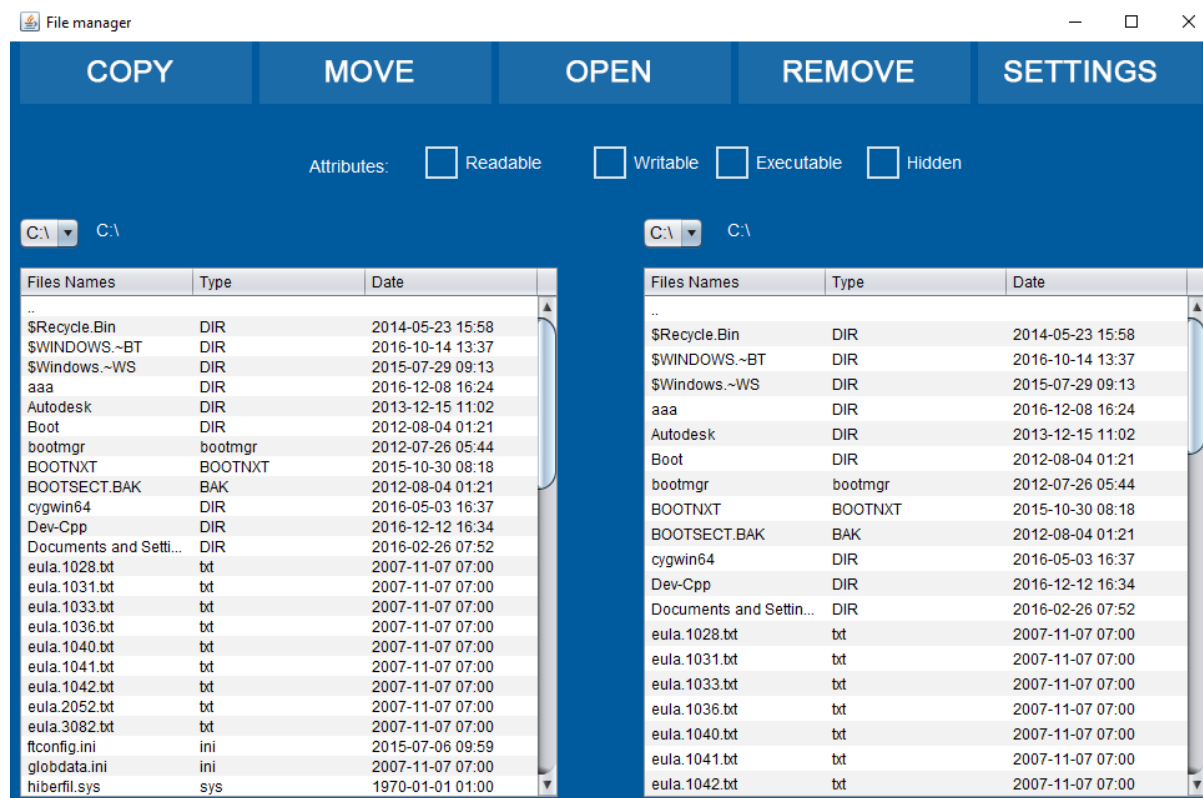 File manager
COPY MOVE OPEN REMOVE SETTINGS
Attributes: Readable Writable Executable Hidden
C:\ C:\
Files Names Type Date
..
$Recycle.Bin DIR 2014-05-23 15:58
$WINDOWS.~BT DIR 2016-10-14 13:37
$Windows.~WS DIR 2015-07-29 09:13
aaa DIR 2016-12-08 16:24
Autodesk DIR 2013-12-15 11:02
Boot DIR 2012-08-04 01:21
bootmgr bootmgr 2012-07-26 05:44
BOOTNXT BOOTNXT 2015-10-30 08:18
BOOTSECT.BAK BAK 2012-08-04 01:21
cygwin64 DIR 2016-05-03 16:37
Dev-Cpp DIR 2016-12-12 16:34
Documents and Setti... DIR 2016-02-26 07:52
eula.1028.txt txt 2007-11-07 07:00
eula.1031.txt txt 2007-11-07 07:00
eula.1033.txt txt 2007-11-07 07:00
eula.1036.txt txt 2007-11-07 07:00
eula.1040.txt txt 2007-11-07 07:00
eula.1041.txt txt 2007-11-07 07:00
eula.1042.txt txt 2007-11-07 07:00
eula.2052.txt txt 2007-11-07 07:00
eula.3082.txt txt 2007-11-07 07:00
ftconfig.ini ini 2015-07-06 09:59
globdata.ini ini 2007-11-07 07:00
hiberfil.sys sys 1970-01-01 01:00
C:\ C:\
Files Names Type Date
..
$Recycle.Bin DIR 2014-05-23 15:58
$WINDOWS.~BT DIR 2016-10-14 13:37
$Windows.~WS DIR 2015-07-29 09:13
aaa DIR 2016-12-08 16:24
Autodesk DIR 2013-12-15 11:02
Boot DIR 2012-08-04 01:21
bootmgr bootmgr 2012-07-26 05:44
BOOTNXT BOOTNXT 2015-10-30 08:18
BOOTSECT.BAK BAK 2012-08-04 01:21
cygwin64 DIR 2016-05-03 16:37
Dev-Cpp DIR 2016-12-12 16:34
Documents and Settin... DIR 2016-02-26 07:52
eula.1028.txt txt 2007-11-07 07:00
eula.1031.txt txt 2007-11-07 07:00
eula.1033.txt txt 2007-11-07 07:00
eula.1036.txt txt 2007-11-07 07:00
eula.1040.txt txt 2007-11-07 07:00
eula.1041.txt txt 2007-11-07 07:00
eula.1042.txt txt 2007-11-07 07:00